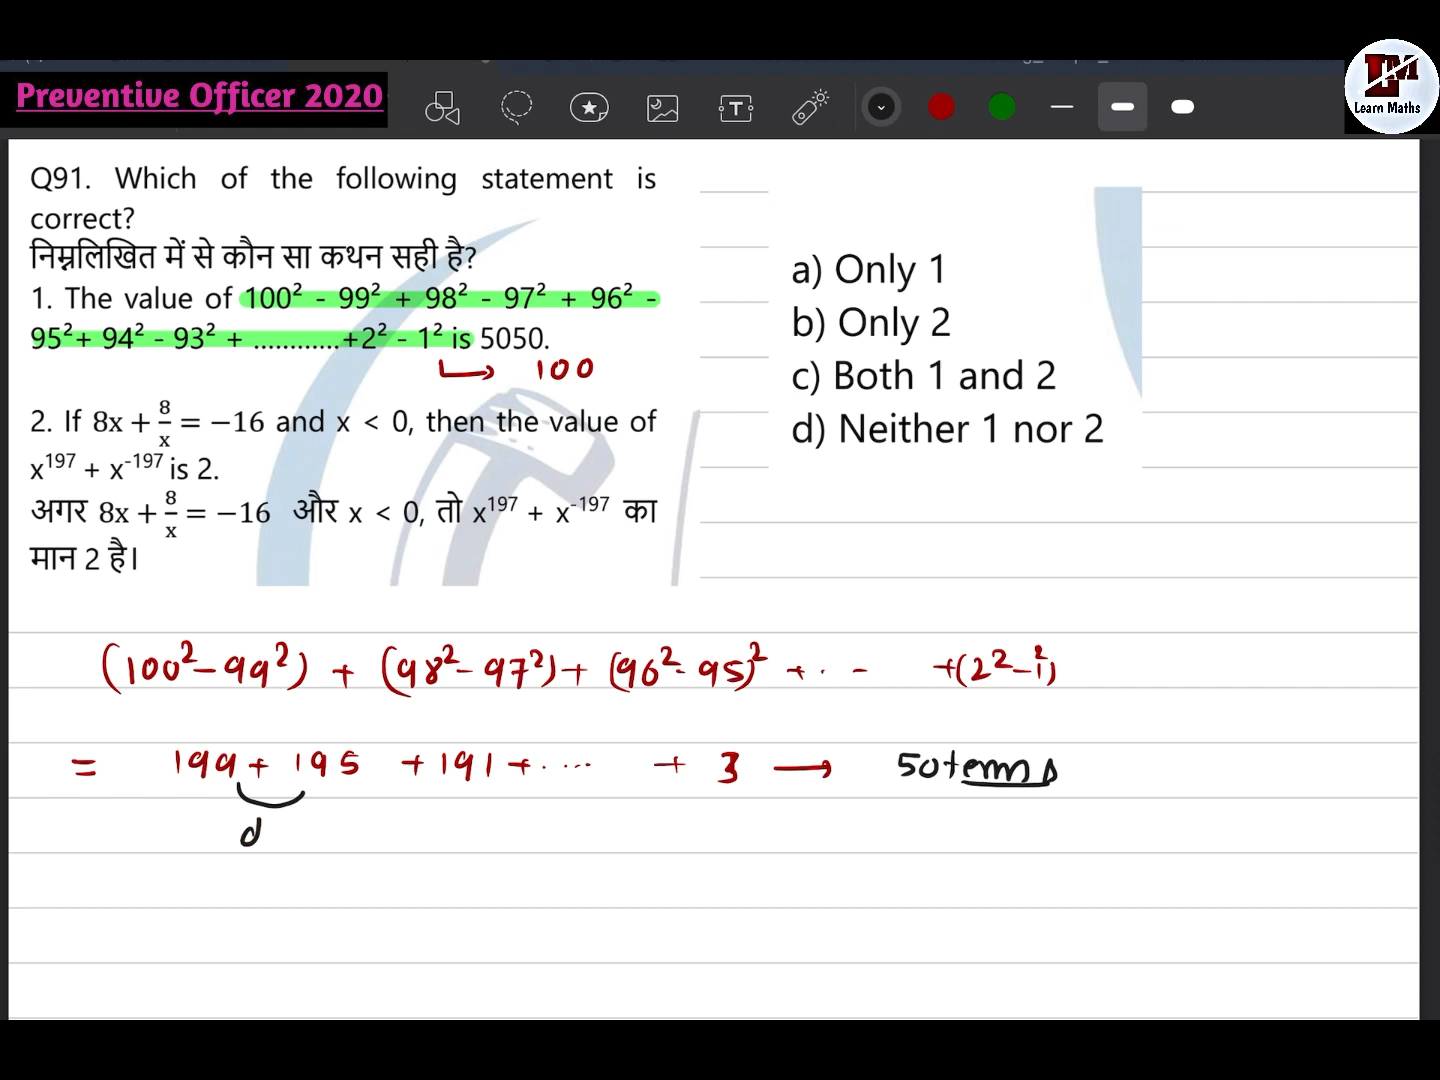 Preventive Officer 2020
LM
Learn Maths
Q91. Which of the following statement is
correct?
निम्नलिखित में से कौन सा कथन सही है?
1. The value of 100² - 99² + 98² - 97² + 96² -
95²+ 94² - 93² + ............+2² - 1² is 5050.
↳ 100
2. If 8x + 8/x = −16 and x < 0, then the value of
x¹⁹⁷ + x⁻¹⁹⁷ is 2.
अगर 8x + 8/x = −16 और x < 0, तो x¹⁹⁷ + x⁻¹⁹⁷ का
मान 2 है।
a) Only 1
b) Only 2
c) Both 1 and 2
d) Neither 1 nor 2
(100² - 99²) + (98² - 97²) + (96² - 95)² + ... +(2² - 1²)
= 199 + 195 + 191 + .... + 3 → 50 terms
d